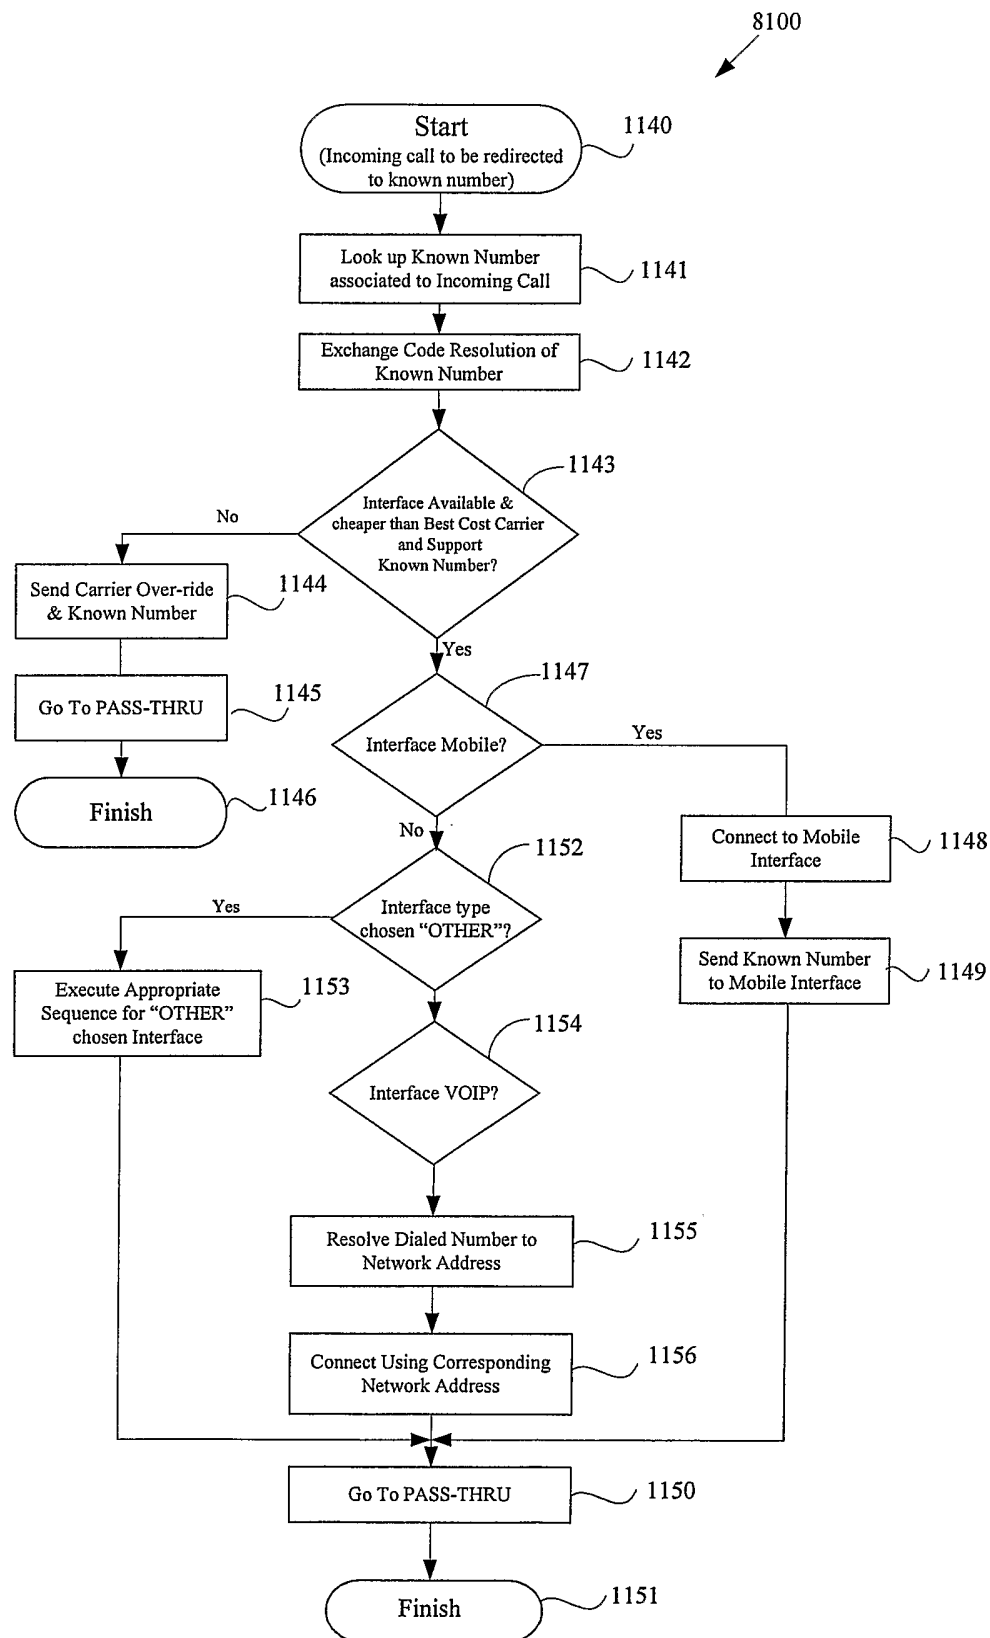 8100
Start
(Incoming call to be redirected
to known number)
1140
Look up Known Number
associated to Incoming Call
1141
Exchange Code Resolution of
Known Number
1142
1143
Interface Available &
cheaper than Best Cost Carrier
and Support
Known Number?
No
Send Carrier Over-ride
& Known Number
1144
Yes
1147
Go To PASS-THRU
1145
Interface Mobile?
Yes
Finish
1146
No
1152
Connect to Mobile
Interface
1148
Interface type
chosen “OTHER”?
Yes
Send Known Number
to Mobile Interface
1149
Execute Appropriate
Sequence for “OTHER”
chosen Interface
1153
1154
Interface VOIP?
Resolve Dialed Number to
Network Address
1155
Connect Using Corresponding
Network Address
1156
Go To PASS-THRU
1150
Finish
1151